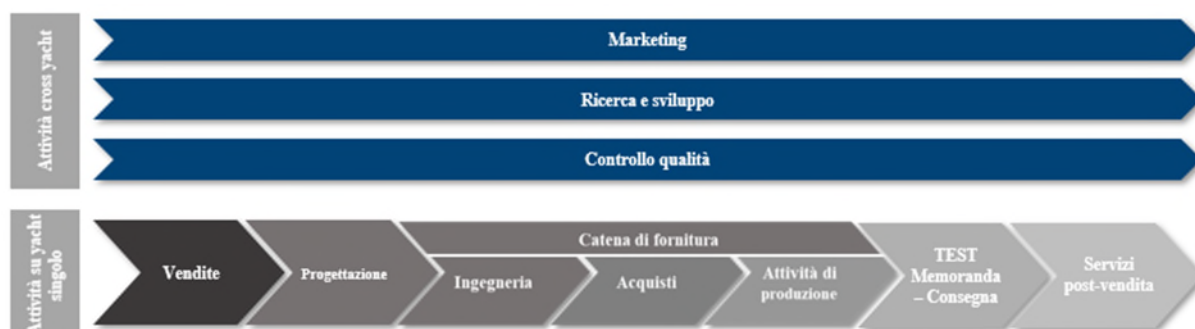 Attività cross yacht
Marketing
Ricerca e sviluppo
Controllo qualità
Attività su yacht
singolo
Vendite
Progettazione
Catena di fornitura
Ingegneria
Acquisti
Attività di
produzione
TEST
Memoranda
– Consegna
Servizi
post-vendita